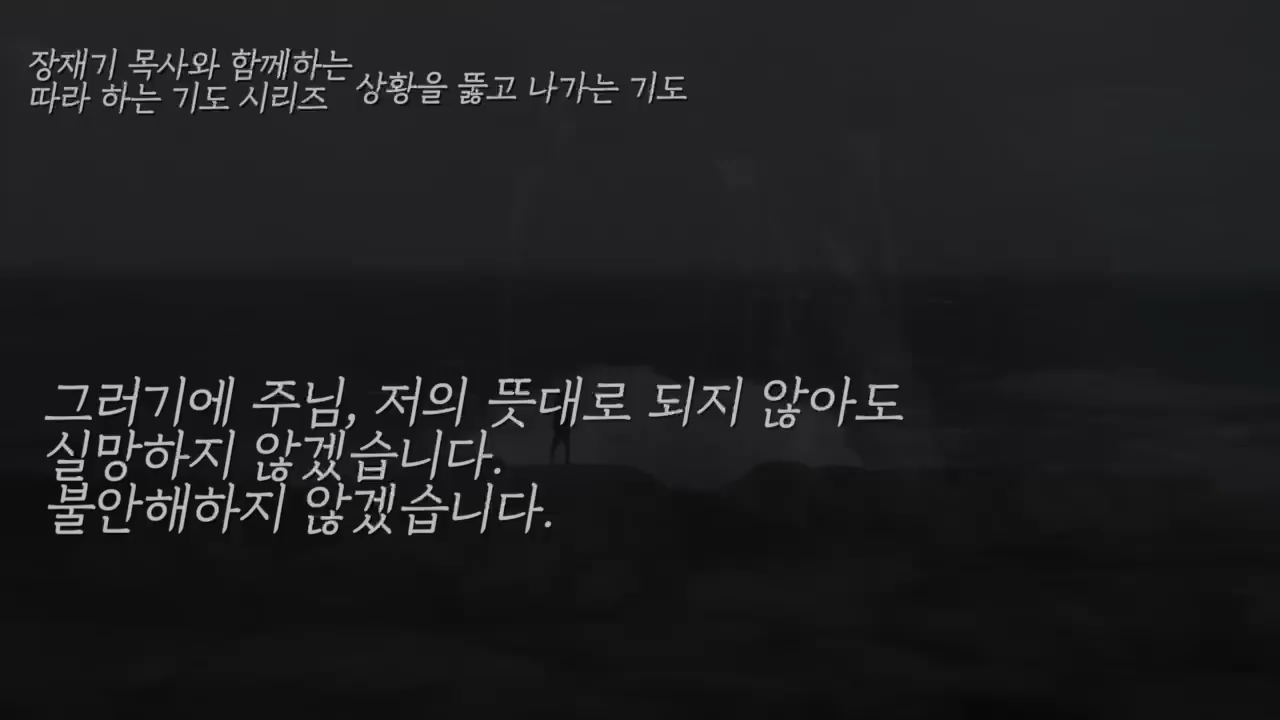 장재기 목사와 함께하는
따라 하는 기도 시리즈
상황을 뚫고 나가는 기도
그러기에 주님, 저의 뜻대로 되지 않아도
실망하지 않겠습니다.
불안해하지 않겠습니다.